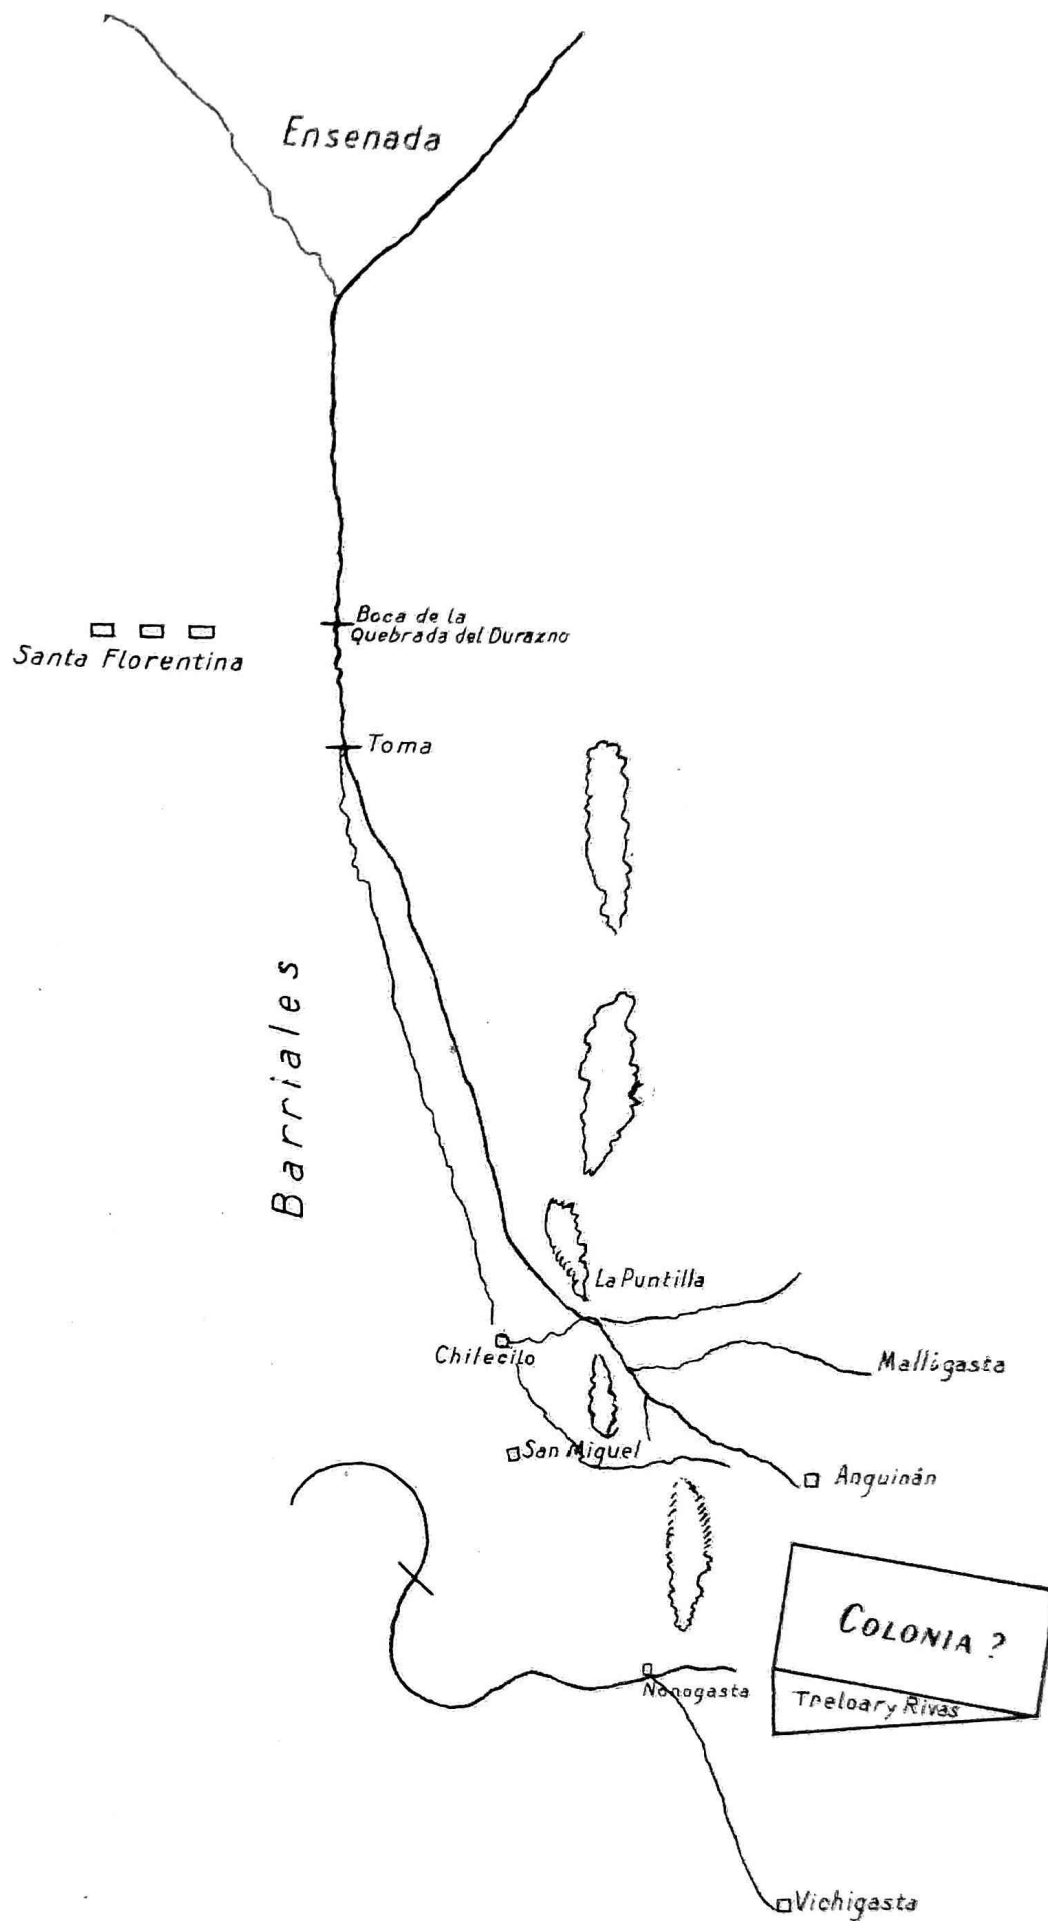 Ensenada
Boca de la
Quebrada del Durazno
Santa Florentina
Toma
Barriales
La Puntilla
Chilecito
Malligasta
San Miguel
Anguinán
COLONIA ?
Nonogasta
Treloar y Rivas
Vichigasta